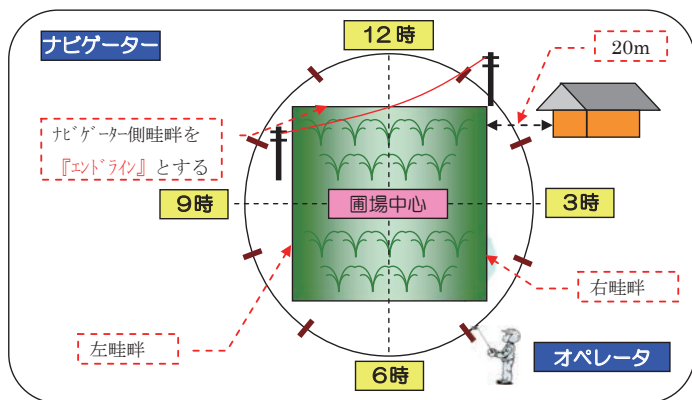 ナビゲーター
12時
20m
ﾅﾋﾞｹﾞｰﾀｰ側畦畔を
『ｴﾝﾄﾞﾗｲﾝ』とする
9時
圃場中心
3時
右畦畔
左畦畔
オペレータ
6時